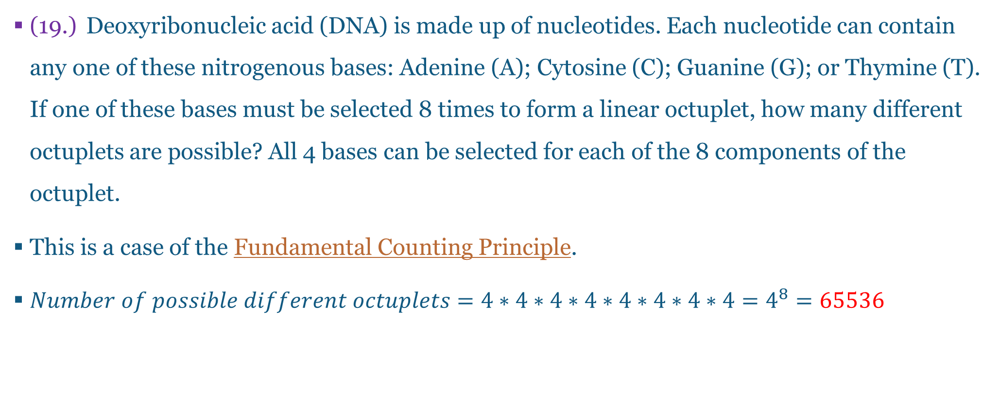 ▪ (19.) Deoxyribonucleic acid (DNA) is made up of nucleotides. Each nucleotide can contain
any one of these nitrogenous bases: Adenine (A); Cytosine (C); Guanine (G); or Thymine (T).
If one of these bases must be selected 8 times to form a linear octuplet, how many different
octuplets are possible? All 4 bases can be selected for each of the 8 components of the
octuplet.
▪ This is a case of the Fundamental Counting Principle.
▪ Number of possible different octuplets = 4 ∗ 4 ∗ 4 ∗ 4 ∗ 4 ∗ 4 ∗ 4 ∗ 4 = 4⁸ = 65536